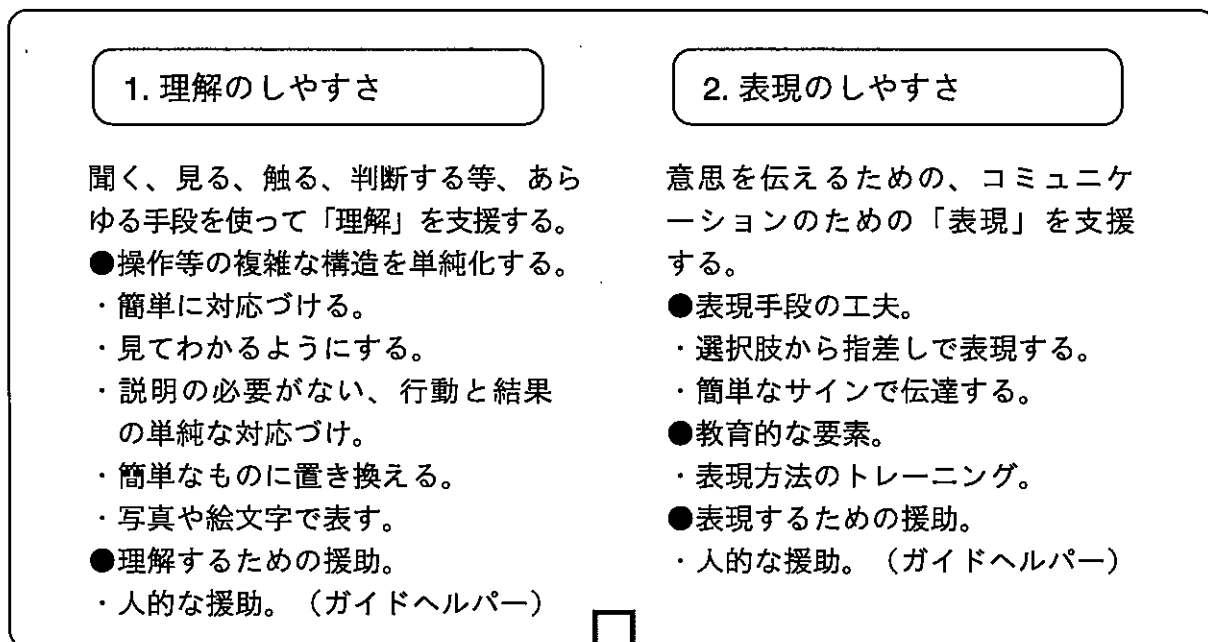 1. 理解のしやすさ
聞く、見る、触る、判断する等、あら
ゆる手段を使って「理解」を支援する。
●操作等の複雑な構造を単純化する。
・簡単に対応づける。
・見てわかるようにする。
・説明の必要がない、行動と結果
の単純な対応づけ。
・簡単なものに置き換える。
・写真や絵文字で表す。
●理解するための援助。
・人的な援助。（ガイドヘルパー）
2. 表現のしやすさ
意思を伝えるための、コミュニケ
ーションのための「表現」を支援
する。
●表現手段の工夫。
・選択肢から指差しで表現する。
・簡単なサインで伝達する。
●教育的な要素。
・表現方法のトレーニング。
●表現するための援助。
・人的な援助。（ガイドヘルパー）